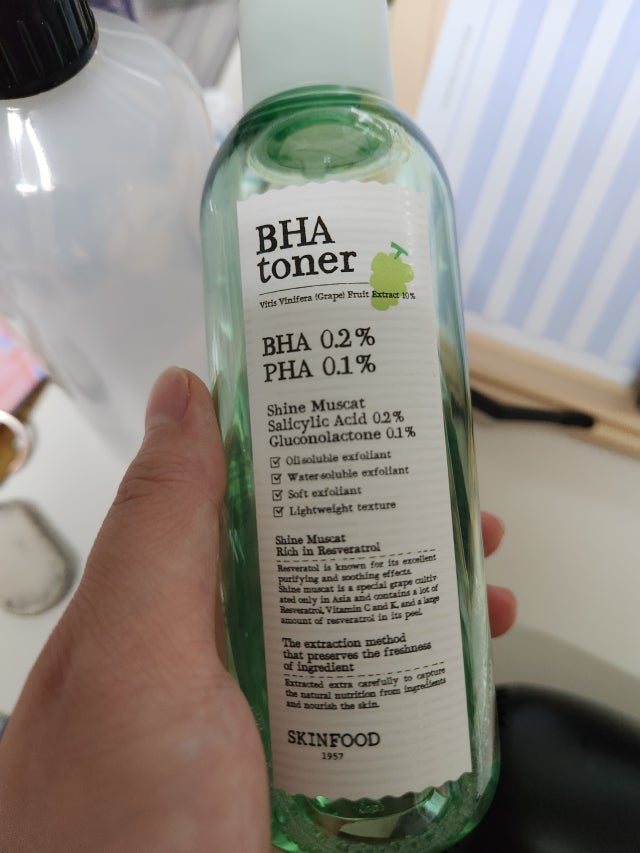 BHA
toner
Vitis Vinifera (Grape) Fruit Extract 10%
BHA 0.2%
PHA 0.1%
Shine Muscat
Salicylic Acid 0.2%
Gluconolactone 0.1%
Oil-soluble exfoliant
Water-soluble exfoliant
Soft exfoliant
Lightweight texture
Shine Muscat
Rich in Resveratrol
Resveratol is known for its excellent
purifying and soothing effects.
Shine muscat is a special grape cultiv-
ated only in Asia and contains a lot of
Resveratrol, Vitamin C and K, and a large
amount of resveratrol in its peel.
The extraction method
that preserves the freshness
of ingredient
Extracted extra carefully to capture
the natural nutrition from ingredients
and nourish the skin.
SKINFOOD
1957